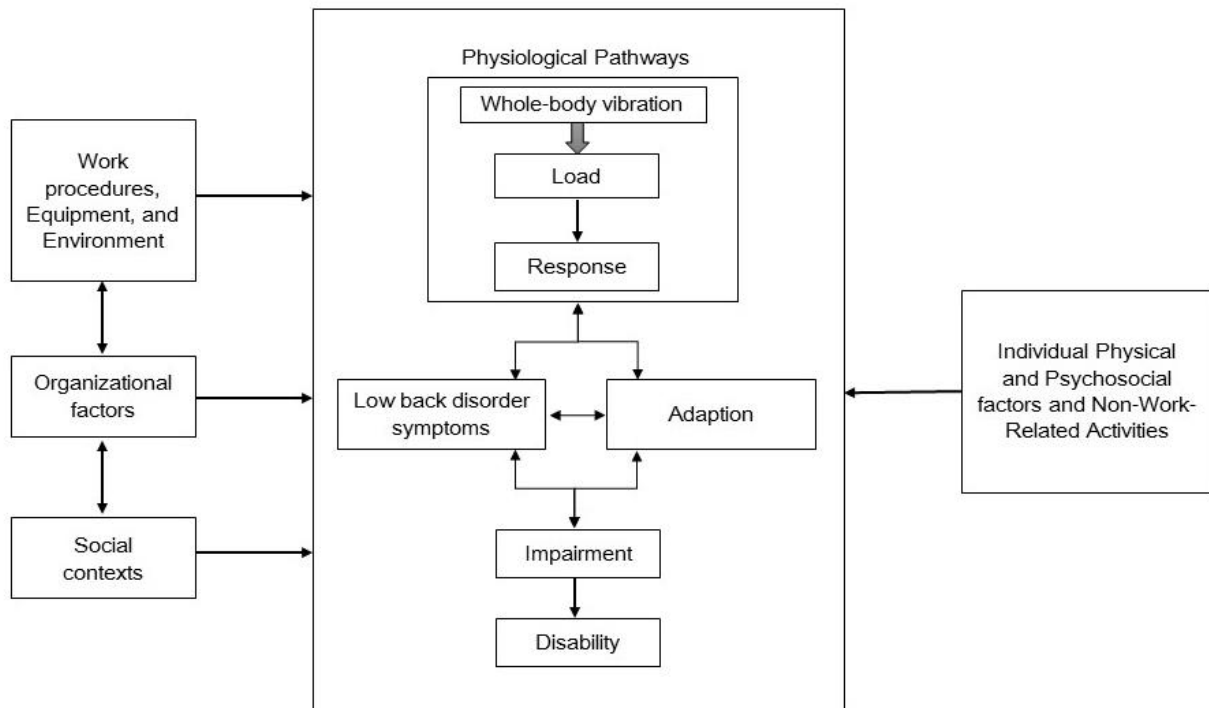 Physiological Pathways
Whole-body vibration
Load
Response
Work
procedures,
Equipment, and
Environment
Organizational
factors
Social
contexts
Low back disorder
symptoms
Adaption
Impairment
Disability
Individual Physical
and Psychosocial
factors and Non-Work-
Related Activities